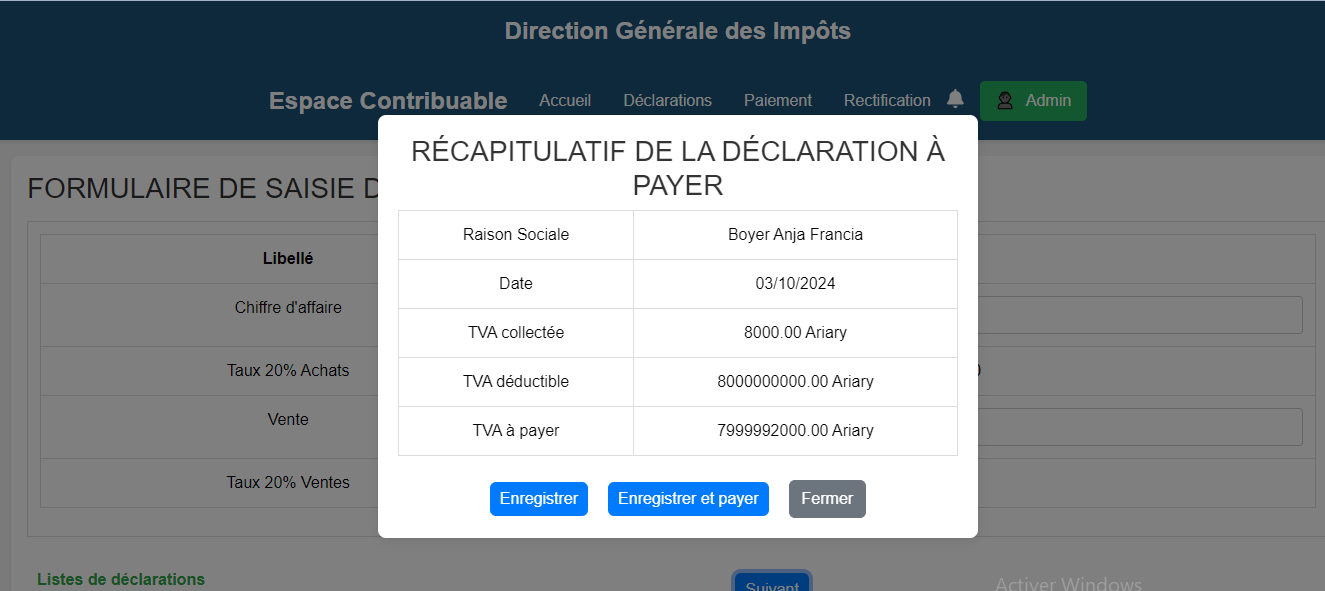 Direction Générale des Impôts
Espace Contribuable Accueil Déclarations Paiement Rectification Admin
RÉCAPITULATIF DE LA DÉCLARATION À
PAYER
FORMULAIRE DE SAISIE
Raison Sociale Boyer Anja Francia
Libellé
Date 03/10/2024
Chiffre d'affaire
TVA collectée 8000.00 Ariary
Taux 20% Achats
TVA déductible 8000000000.00 Ariary
Vente
TVA à payer 7999992000.00 Ariary
Taux 20% Ventes
Enregistrer Enregistrer et payer Fermer
Listes de déclarations
Suivant
Activer Windows